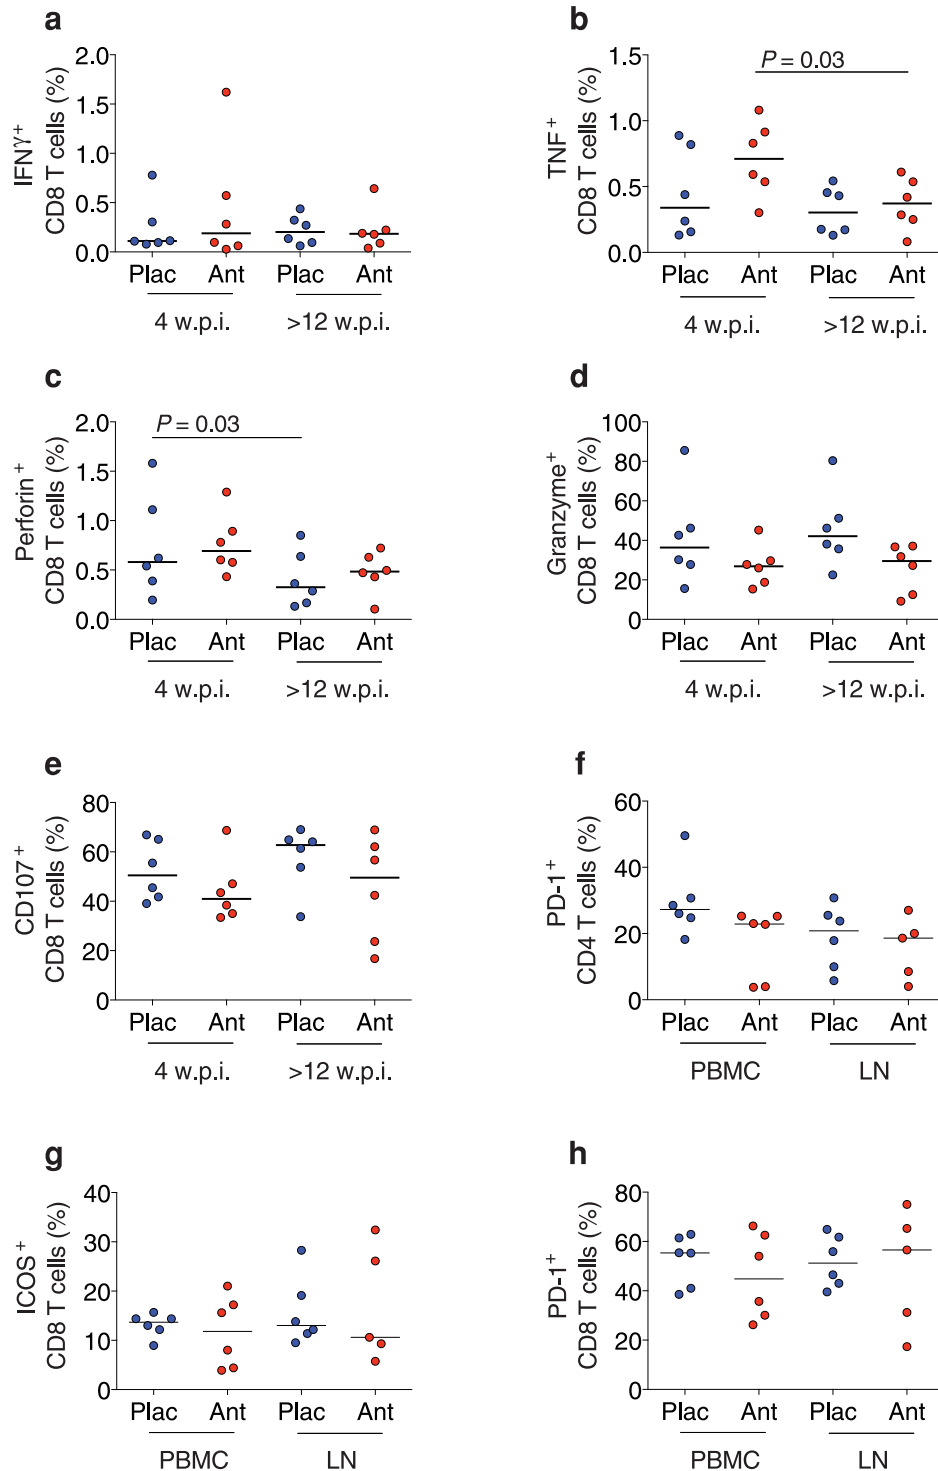 a
IFNγ+
CD8 T cells (%)
2.0
1.5
1.0
0.5
0.0
Plac Ant Plac Ant
4 w.p.i. >12 w.p.i.
b
TNF+
CD8 T cells (%)
1.5
1.0
0.5
0.0
P = 0.03
Plac Ant Plac Ant
4 w.p.i. >12 w.p.i.
c
Perforin+
CD8 T cells (%)
2.0
1.5
1.0
0.5
0.0
P = 0.03
Plac Ant Plac Ant
4 w.p.i. >12 w.p.i.
d
Granzyme+
CD8 T cells (%)
100
80
60
40
20
0
Plac Ant Plac Ant
4 w.p.i. >12 w.p.i.
e
CD107+
CD8 T cells (%)
80
60
40
20
0
Plac Ant Plac Ant
4 w.p.i. >12 w.p.i.
f
PD-1+
CD4 T cells (%)
60
40
20
0
Plac Ant Plac Ant
PBMC LN
g
ICOS+
CD8 T cells (%)
40
30
20
10
0
Plac Ant Plac Ant
PBMC LN
h
PD-1+
CD8 T cells (%)
80
60
40
20
0
Plac Ant Plac Ant
PBMC LN